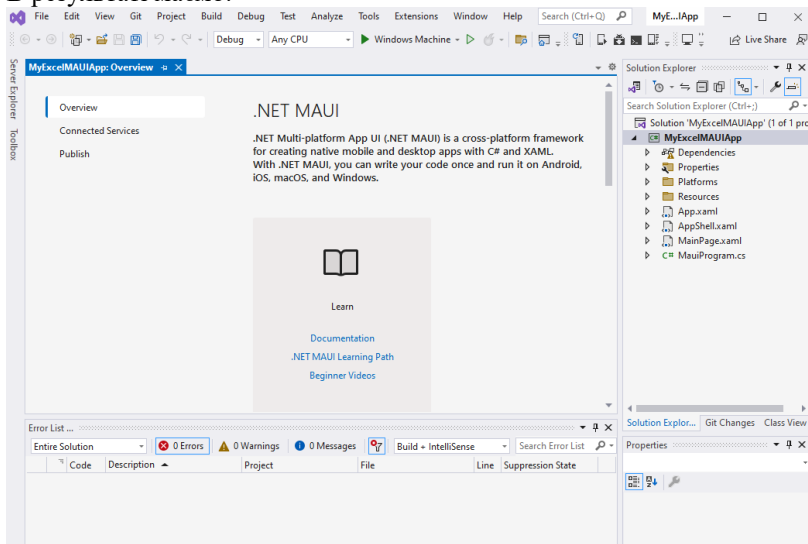 В результаті маємо:
File Edit View Git Project Build Debug Test Analyze Tools Extensions Window Help Search (Ctrl+Q) MyE...lApp
Debug Any CPU Windows Machine Live Share
Server Explorer
Toolbox
MyExcelMAUIApp: Overview
Overview
Connected Services
Publish
.NET MAUI
.NET Multi-platform App UI (.NET MAUI) is a cross-platform framework
for creating native mobile and desktop apps with C# and XAML.
With .NET MAUI, you can write your code once and run it on Android,
iOS, macOS, and Windows.
Learn
Documentation
.NET MAUI Learning Path
Beginner Videos
Solution Explorer
Search Solution Explorer (Ctrl+;)
Solution 'MyExcelMAUIApp' (1 of 1 pro
MyExcelMAUIApp
Dependencies
Properties
Platforms
Resources
App.xaml
AppShell.xaml
MainPage.xaml
C# MauiProgram.cs
Solution Explor... Git Changes Class View
Properties
Error List ...
Entire Solution 0 Errors 0 Warnings 0 Messages Build + IntelliSense Search Error List
Code Description Project File Line Suppression State